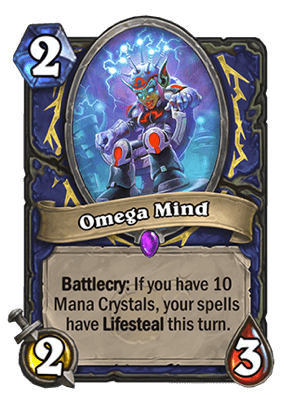 2
Omega Mind
Battlecry: If you have 10
Mana Crystals, your spells
have Lifesteal this turn.
2
3